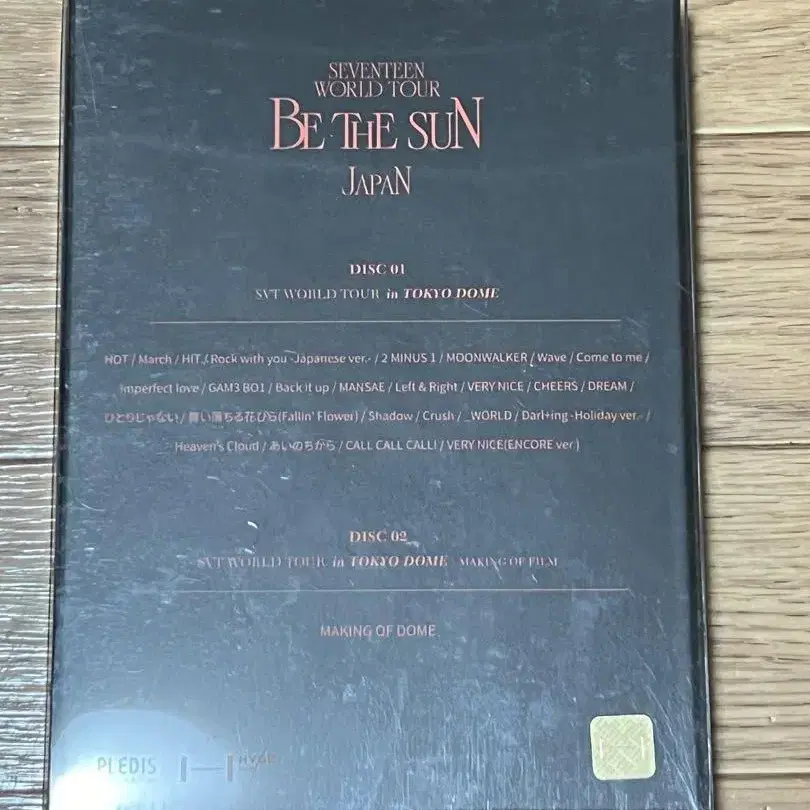 SEVENTEEN
WORLD TOUR
BE THE SUN
JAPAN
DISC 01
SVT WORLD TOUR in TOKYO DOME
HOT / March / HIT / Rock with you -Japanese ver.- / 2 MINUS 1 / MOONWALKER / Wave / Come to me /
Imperfect love / GAM3 BO1 / Back it up / MANSAE / Left & Right / VERY NICE / CHEERS / DREAM /
ひとりじゃない / 舞い落ちる花びら(Fallin' Flower) / Shadow / Crush / _WORLD / Darl+ing -Holiday ver.- /
Heaven's Cloud / あいのちから / CALL CALL CALL! / VERY NICE(ENCORE ver.)
DISC 02
SVT WORLD TOUR in TOKYO DOME MAKING OF FILM
MAKING OF DOME
PLEDIS
HYBE